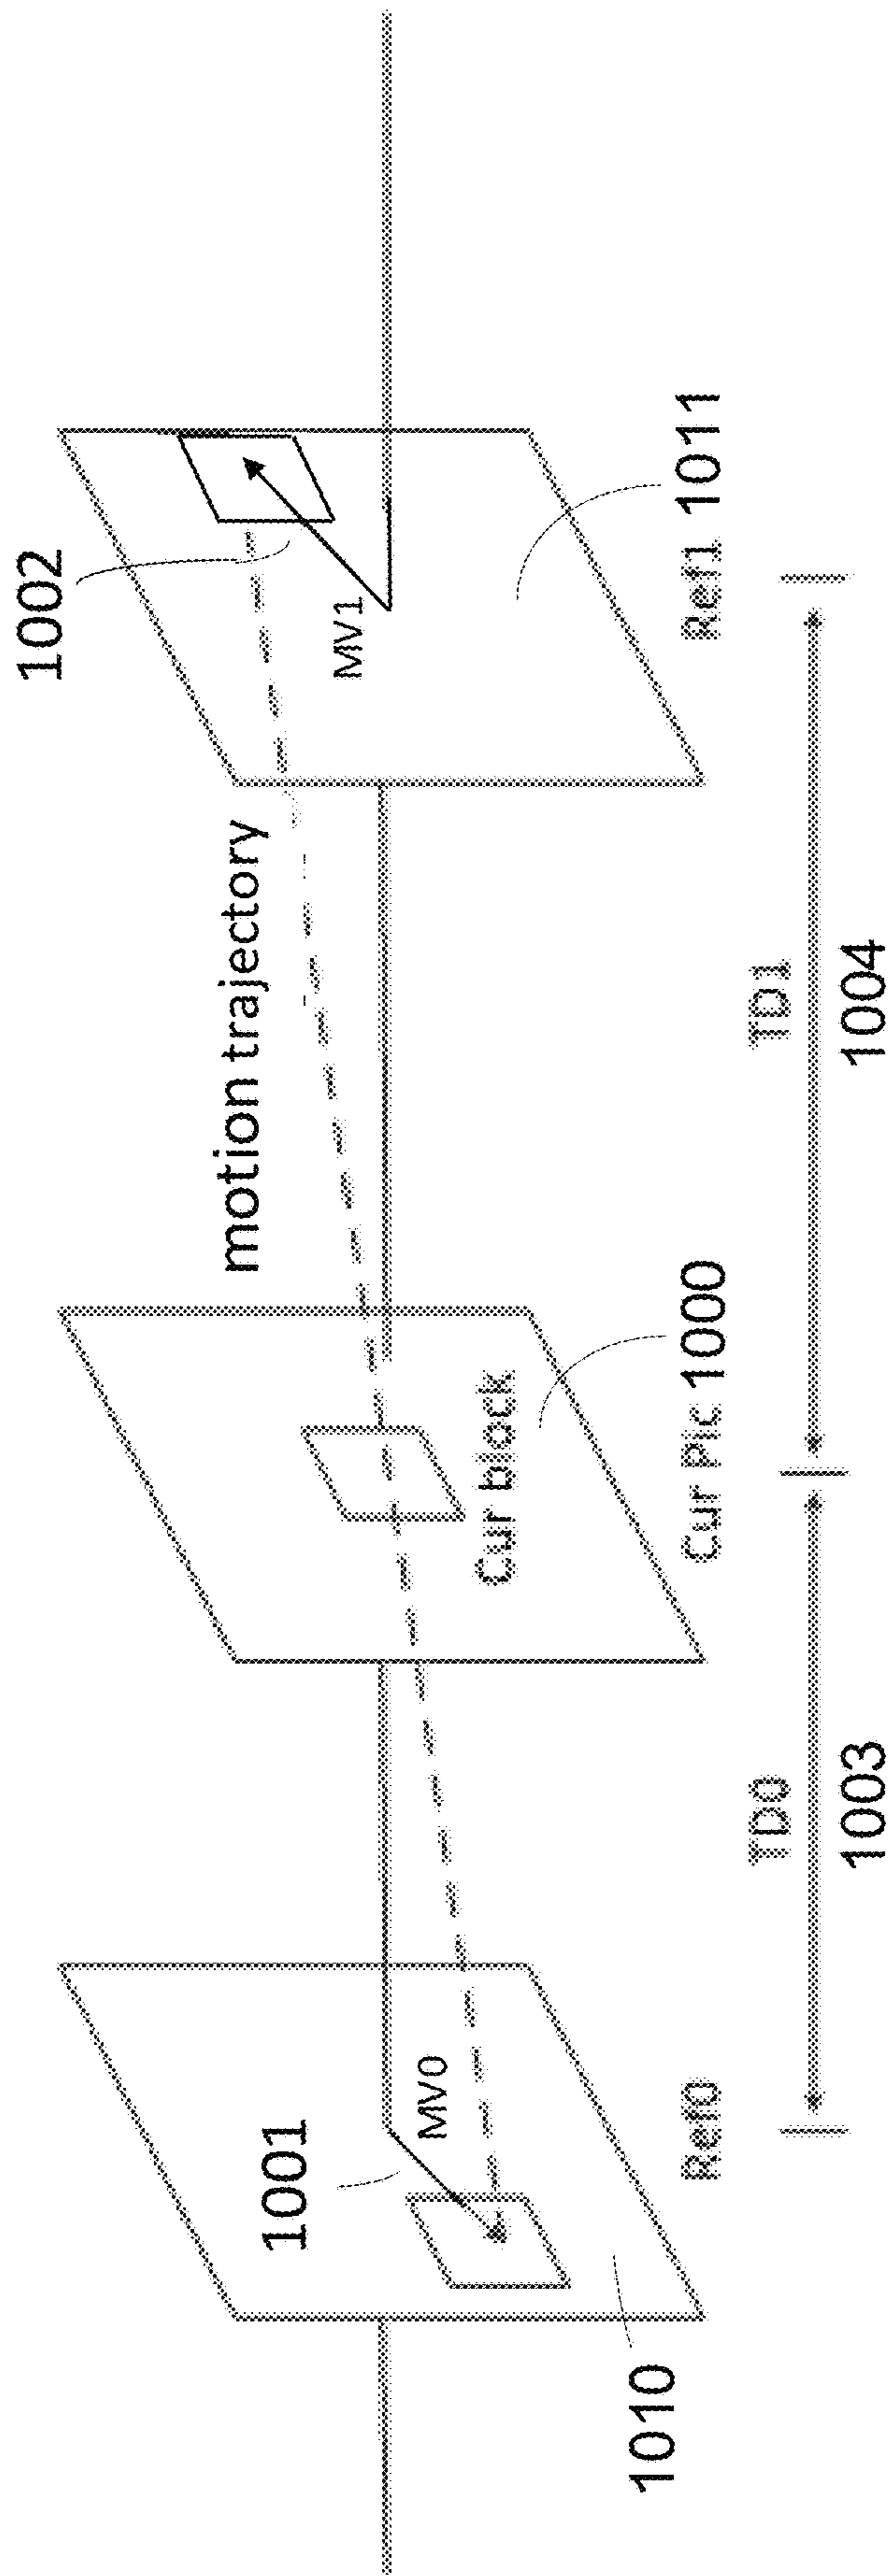 1002
motion trajectory
1001
MV1
MV0
Cur block
1010
Ref0
Cur Pic 1000
Ref1 1011
TD0
TD1
1003
1004